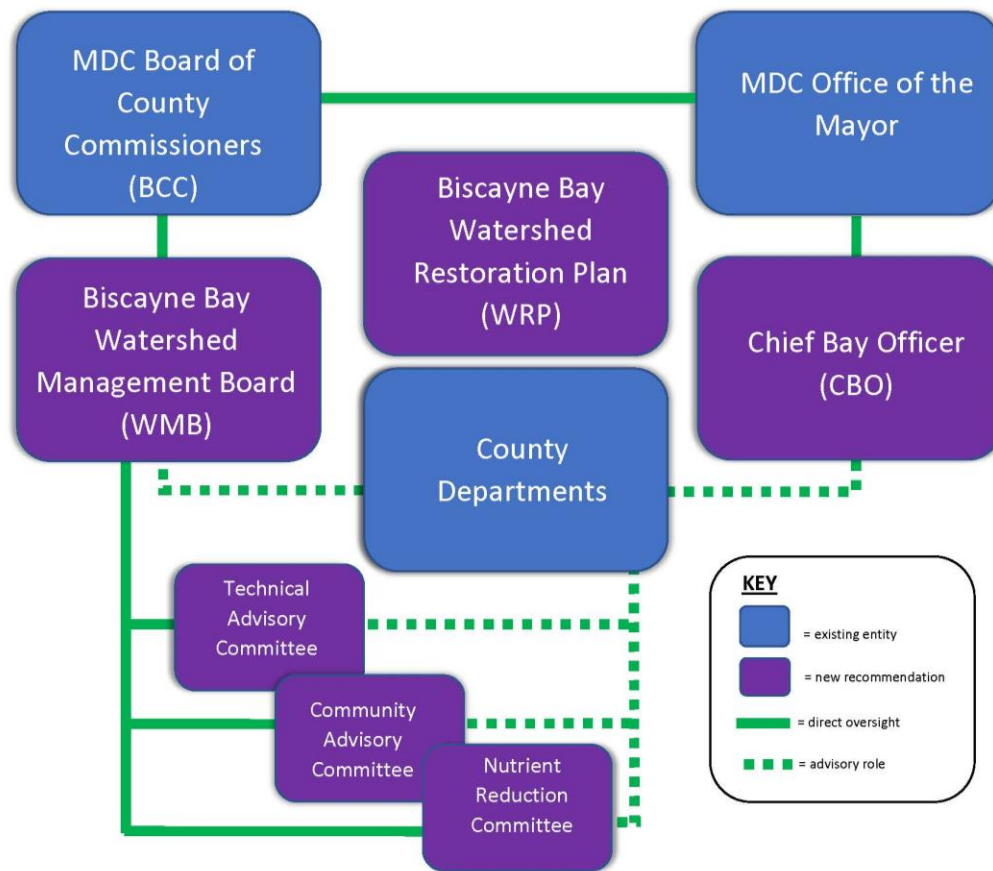 MDC Board of
County
Commissioners
(BCC)
MDC Office of the
Mayor
Biscayne Bay
Watershed
Restoration Plan
(WRP)
Biscayne Bay
Watershed
Management Board
(WMB)
Chief Bay Officer
(CBO)
County
Departments
Technical
Advisory
Committee
Community
Advisory
Committee
Nutrient
Reduction
Committee
KEY
= existing entity
= new recommendation
= direct oversight
= advisory role